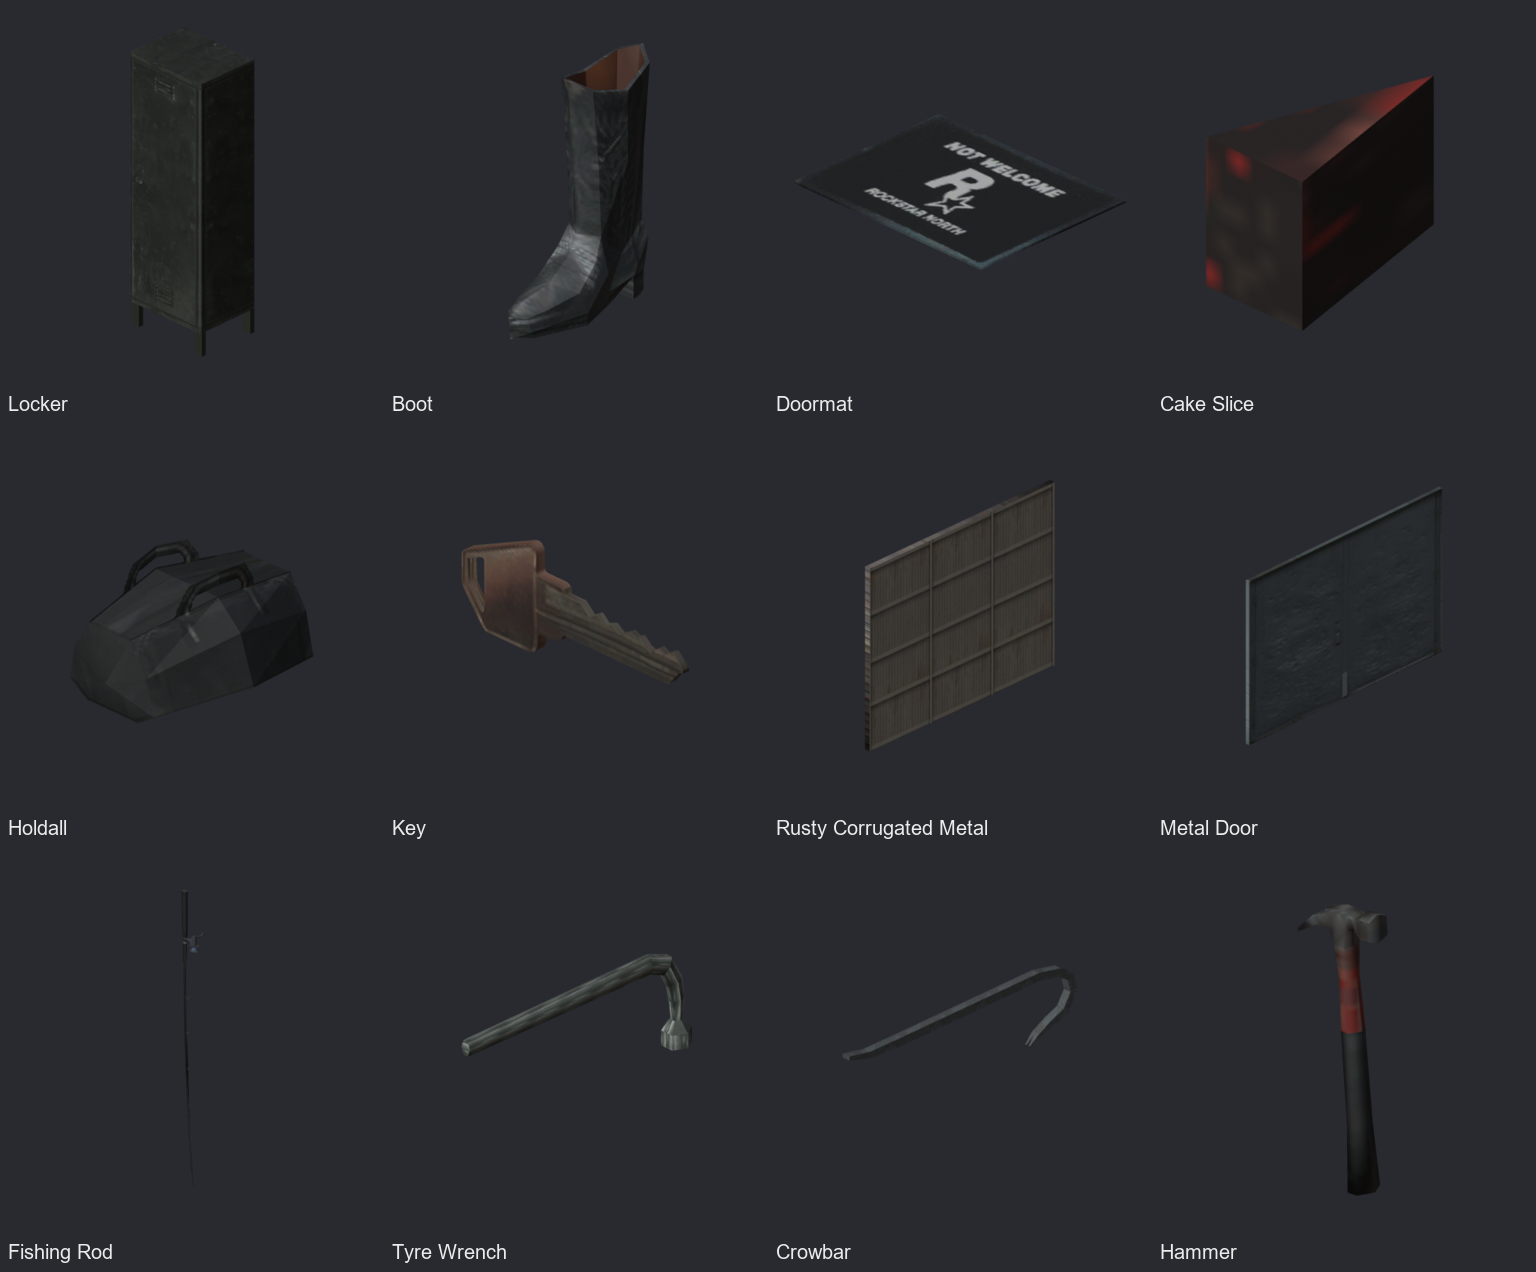 NOT WELCOME
R
ROCKSTAR NORTH
Locker
Boot
Doormat
Cake Slice
Holdall
Key
Rusty Corrugated Metal
Metal Door
Fishing Rod
Tyre Wrench
Crowbar
Hammer